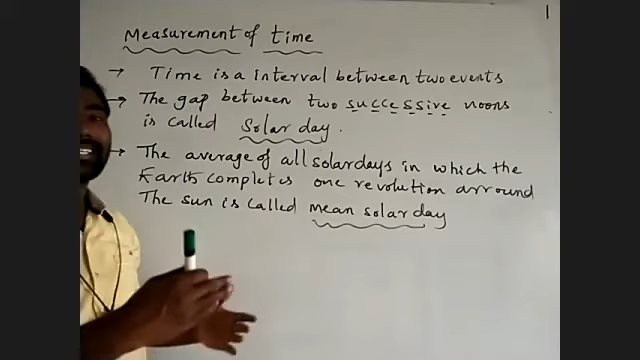 1
Measurement of time
→ Time is a interval between two events
→ The gap between two successive noons
is called Solar day.
→ The average of all solardays in which the
Earth completes one revolution arround
The sun is called mean solar day